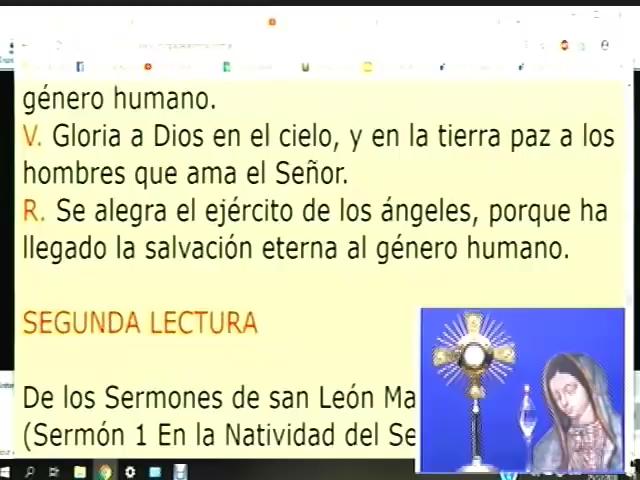 género humano.
V. Gloria a Dios en el cielo, y en la tierra paz a los
hombres que ama el Señor.
R. Se alegra el ejército de los ángeles, porque ha
llegado la salvación eterna al género humano.
SEGUNDA LECTURA
De los Sermones de san León Ma
(Sermón 1 En la Natividad del Se